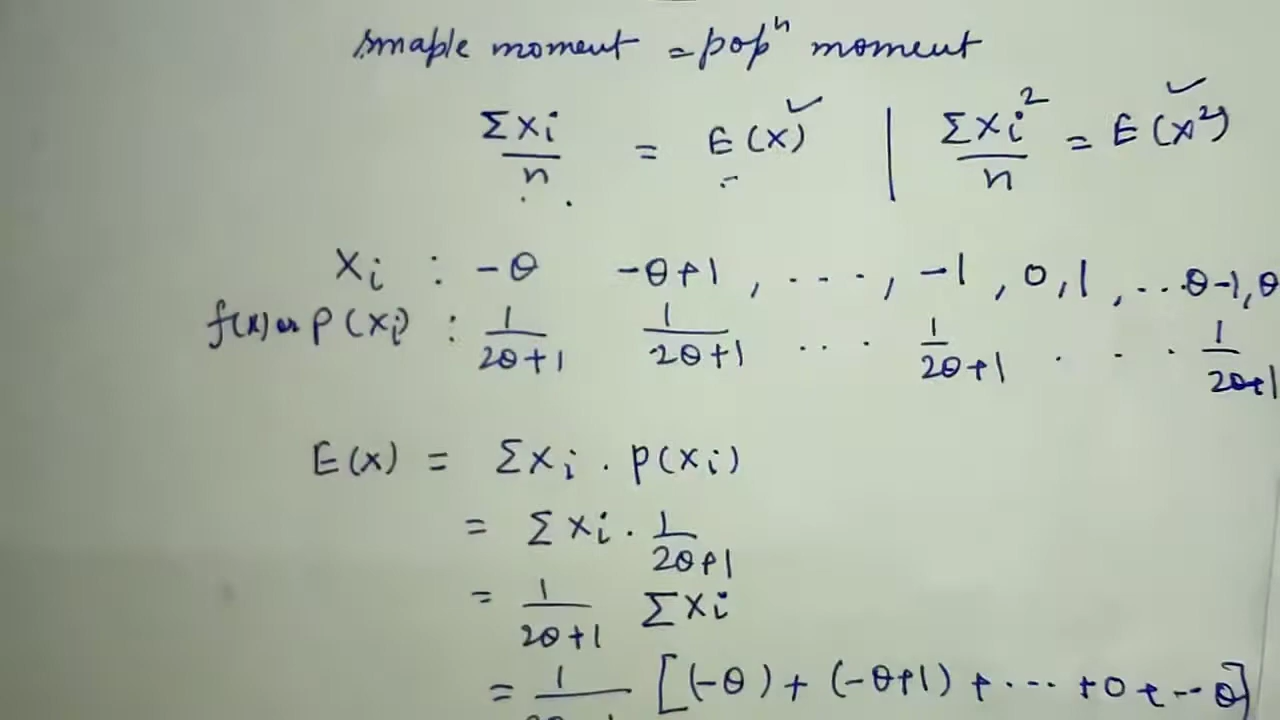 smaple moment = popⁿ moment
Σxi/n = E(x) ✓ | Σxi²/n = E(x²) ✓
xi : -θ -θ+1 , ... , -1 , 0 , 1 , ... θ-1 , θ
f(x) or P(xi) : 1/2θ+1 1/2θ+1 ... 1/2θ+1 ... 1/2θ+1
E(x) = Σxi . p(xi)
= Σxi . 1/2θ+1
= 1/2θ+1 Σxi
= 1/ [(-θ) + (-θ+1) + ... +0+--θ]